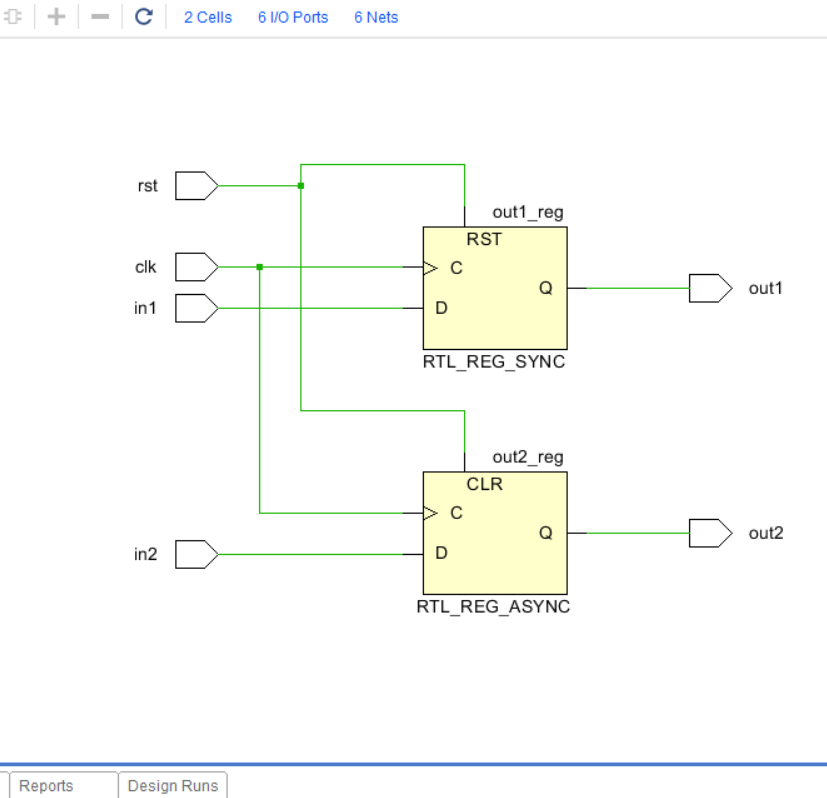 2 Cells 6 I/O Ports 6 Nets
rst
out1_reg
RST
clk
C
Q
out1
in1
D
RTL_REG_SYNC
out2_reg
CLR
C
Q
out2
in2
D
RTL_REG_ASYNC
Reports Design Runs